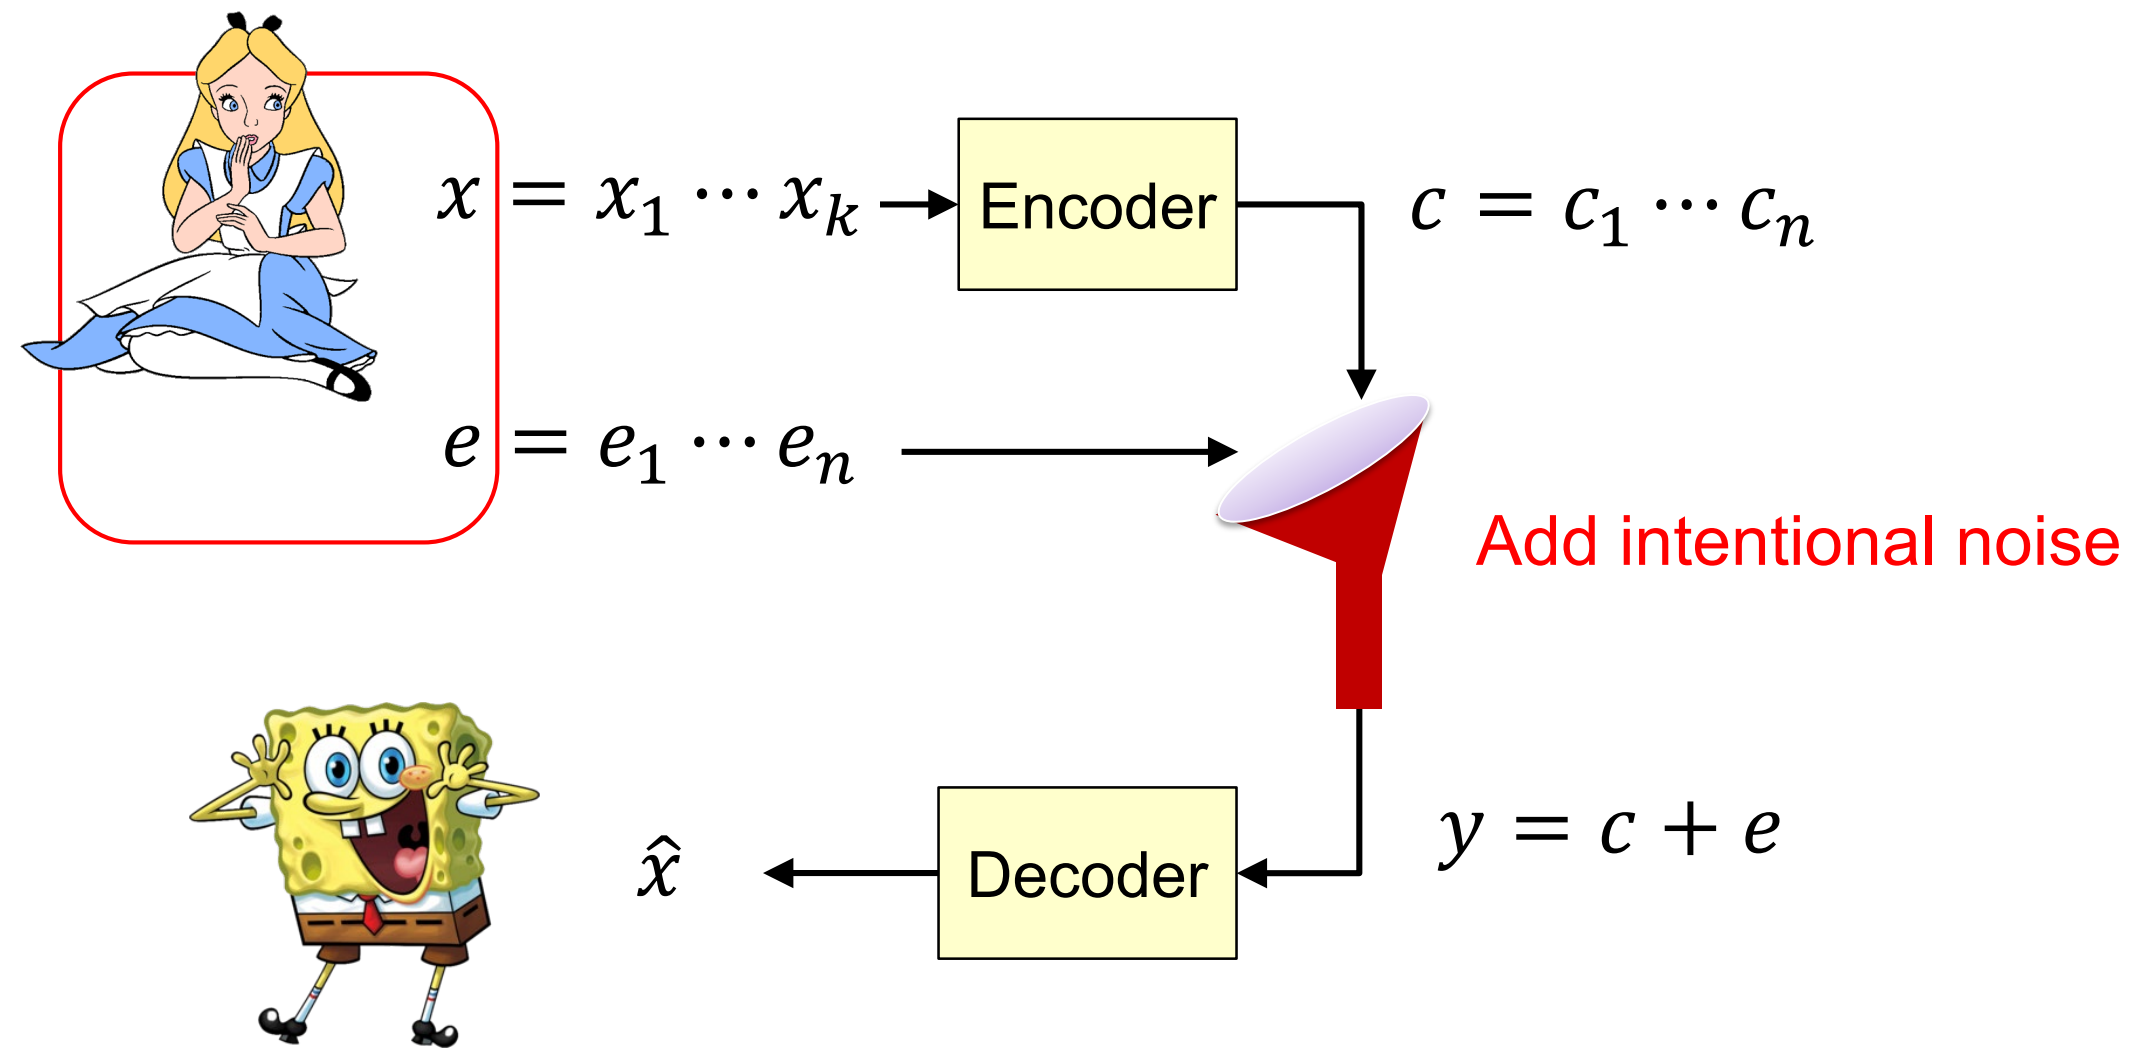 x = x₁ ⋯ xₖ
Encoder
c = c₁ ⋯ cₙ
e = e₁ ⋯ eₙ
Add intentional noise
x̂
Decoder
y = c + e